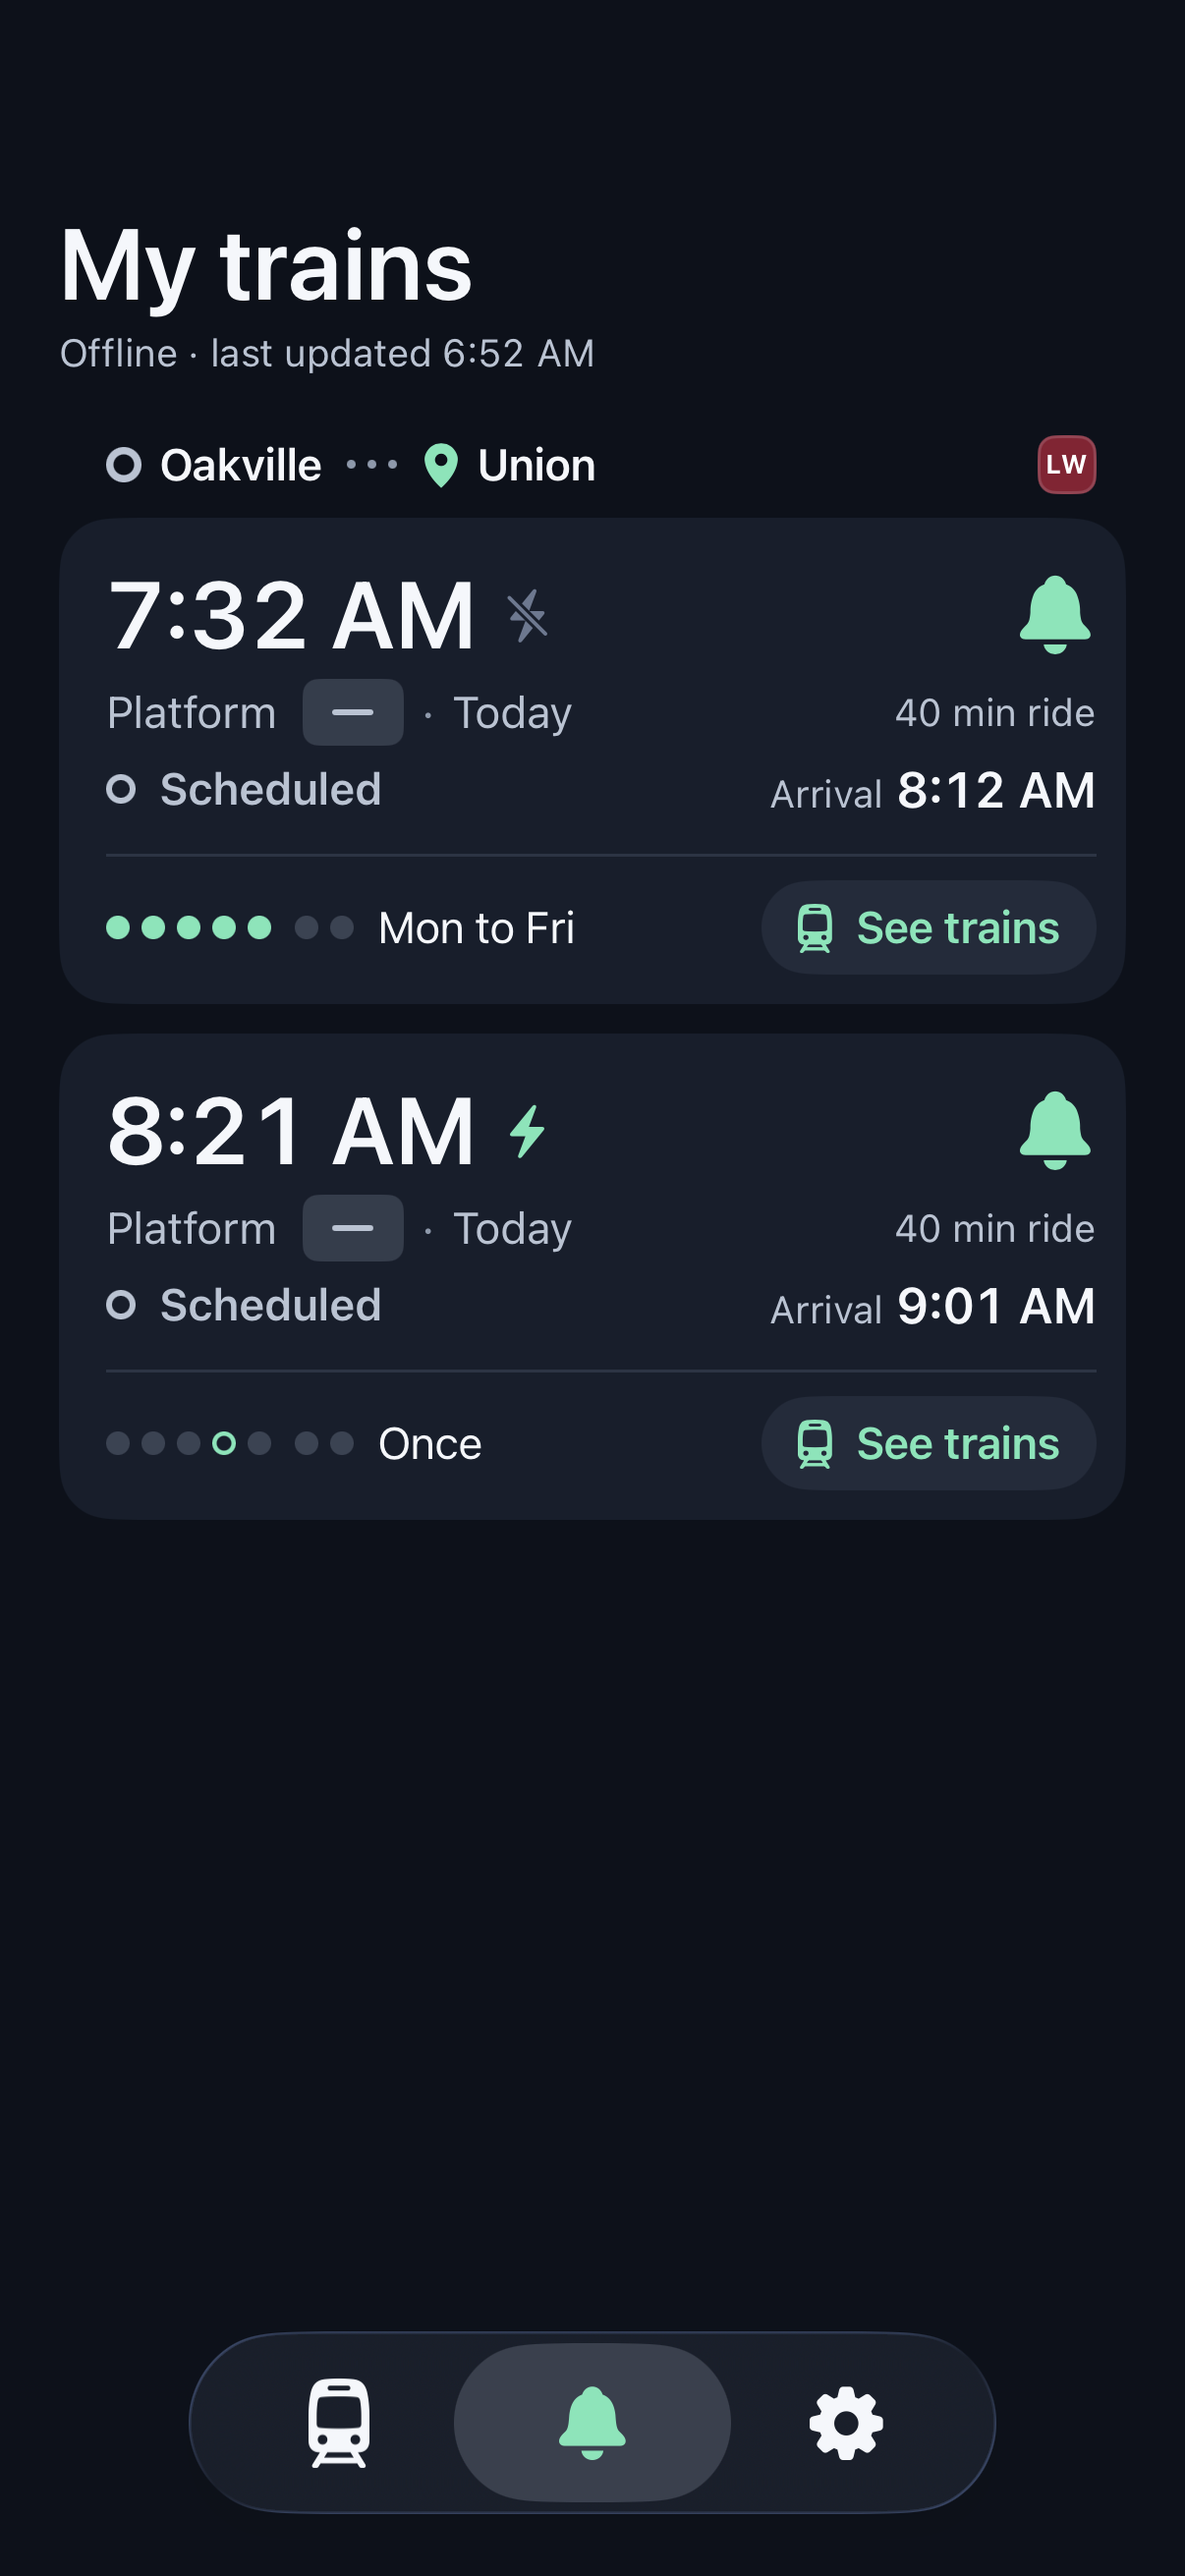 My trains
Offline · last updated 6:52 AM
Oakville ··· Union LW
7:32 AM
Platform — · Today 40 min ride
Scheduled Arrival 8:12 AM
Mon to Fri See trains
8:21 AM
Platform — · Today 40 min ride
Scheduled Arrival 9:01 AM
Once See trains